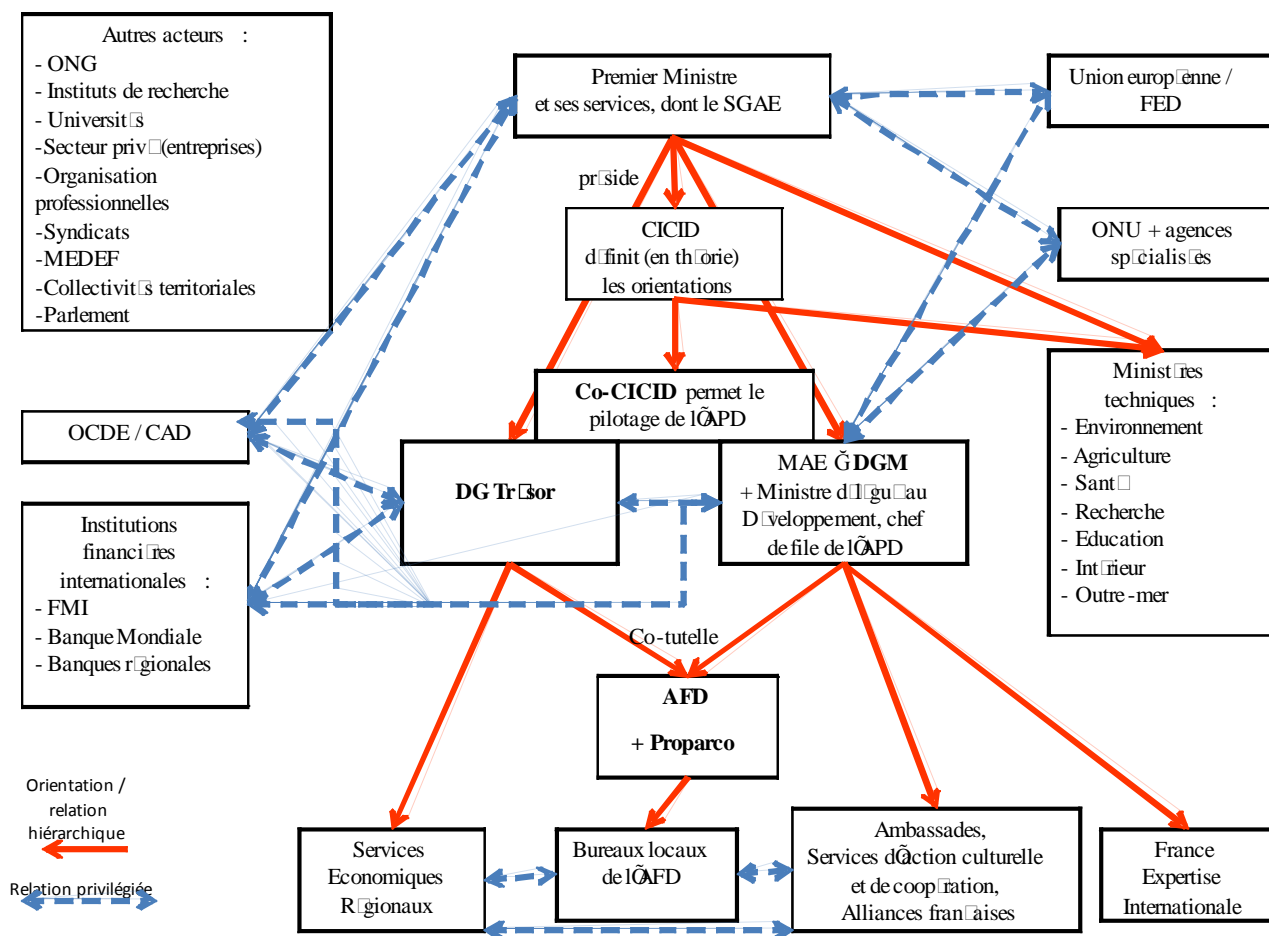 Autres acteurs :
- ONG
- Instituts de recherche
- Universit□s
-Secteur priv□ (entreprises)
-Organisation
professionnelles
-Syndicats
-MEDEF
-Collectivit□s territoriales
-Parlement
Premier Ministre
et ses services, dont le SGAE
Union europ□enne /
FED
pr□side
CICID
d□finit (en th□orie)
les orientations
ONU + agences
sp□cialis□es
Co-CICID permet le
pilotage de lÕAPD
OCDE / CAD
DG Tr□sor
MAE Ğ DGM
+ Ministre d□l□gu□ au
D□veloppement, chef
de file de lÕAPD
Minist□res
techniques :
- Environnement
- Agriculture
- Sant□
- Recherche
- Education
- Int□rieur
- Outre-mer
Institutions
financi□res
internationales :
- FMI
- Banque Mondiale
- Banques r□gionales
Co-tutelle
AFD
+ Proparco
Orientation /
relation
hiérarchique
Relation privilégiée
Services
Economiques
R□gionaux
Bureaux locaux
de lÕAFD
Ambassades,
Services dÕaction culturelle
et de coop□ration,
Alliances fran□aises
France
Expertise
Internationale